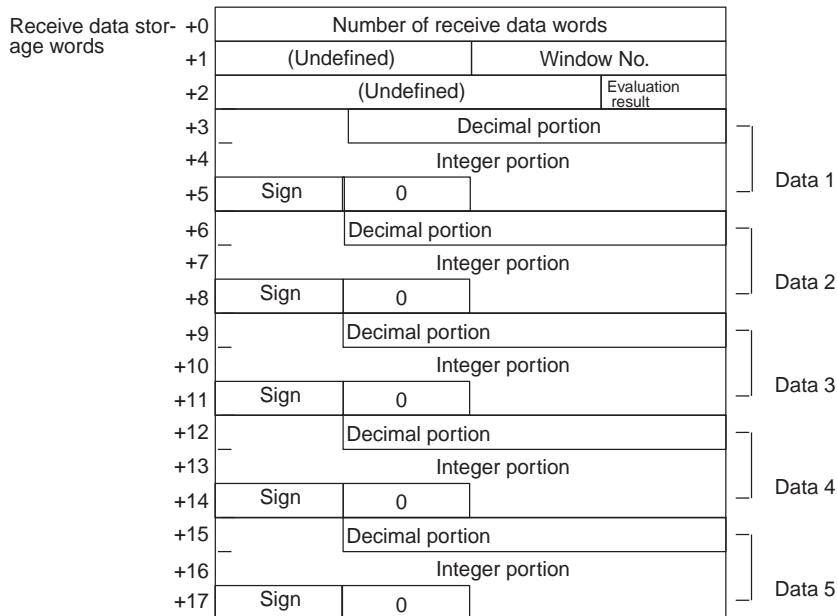 Receive data stor- +0 Number of receive data words
age words
+1 (Undefined) Window No.
+2 (Undefined) Evaluation
result
+3 Decimal portion
+4 Integer portion
Data 1
+5 Sign 0
+6 Decimal portion
+7 Integer portion
Data 2
+8 Sign 0
+9 Decimal portion
+10 Integer portion
Data 3
+11 Sign 0
+12 Decimal portion
+13 Integer portion
Data 4
+14 Sign 0
+15 Decimal portion
+16 Integer portion
Data 5
+17 Sign 0